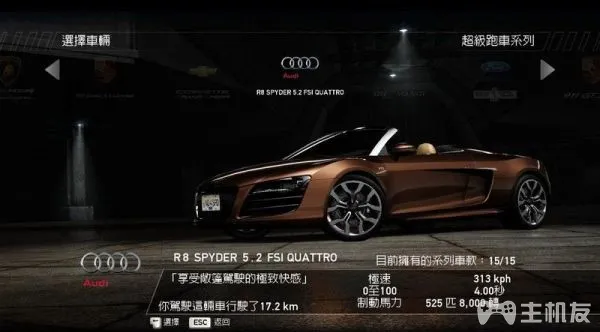 選擇車輛
超級跑車系列
Audi
R8 SPYDER 5.2 FSI QUATTRO
R8 SPYDER 5.2 FSI QUATTRO
目前擁有的系列車款：15/15
Audi
「享受敞篷駕駛的極致快感」
極速 313 kph
0至100 4.00秒
你駕駛這輛車行駛了17.2 km
制動馬力 525 匹 8,000 轉
選擇 ESC 返回
主机友